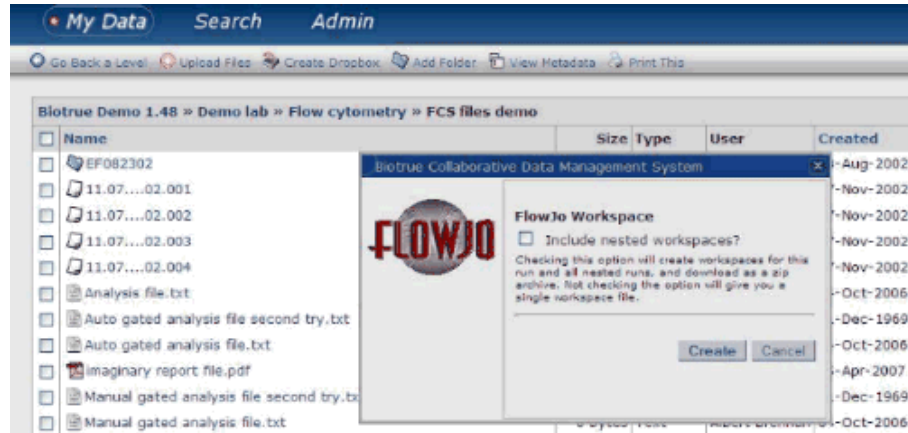 My Data Search Admin
Go Back a Level Upload Files Create Dropbox Add Folder View Metadata Print This
Biotrue Demo 1.48 » Demo lab » Flow cytometry » FCS files demo
Name Size Type User Created
EF082302 -Aug-2002
11.07....02.001 -Nov-2002
11.07....02.002 -Nov-2002
11.07....02.003 -Nov-2002
11.07....02.004 -Nov-2002
Analysis file.txt -Oct-2006
Auto gated analysis file second try.txt -Dec-1969
Auto gated analysis file.txt -Oct-2006
imaginary report file.pdf -Apr-2007
Manual gated analysis file second try. -Dec-1969
Manual gated analysis file.txt -Oct-2006
Biotrue Collaborative Data Management System
FLOWJO
FlowJo Workspace
Include nested workspaces?
Checking this option will create workspaces for this
run and all nested runs, and download as a zip
archive. Not checking the option will give you a
single workspace file.
Create Cancel